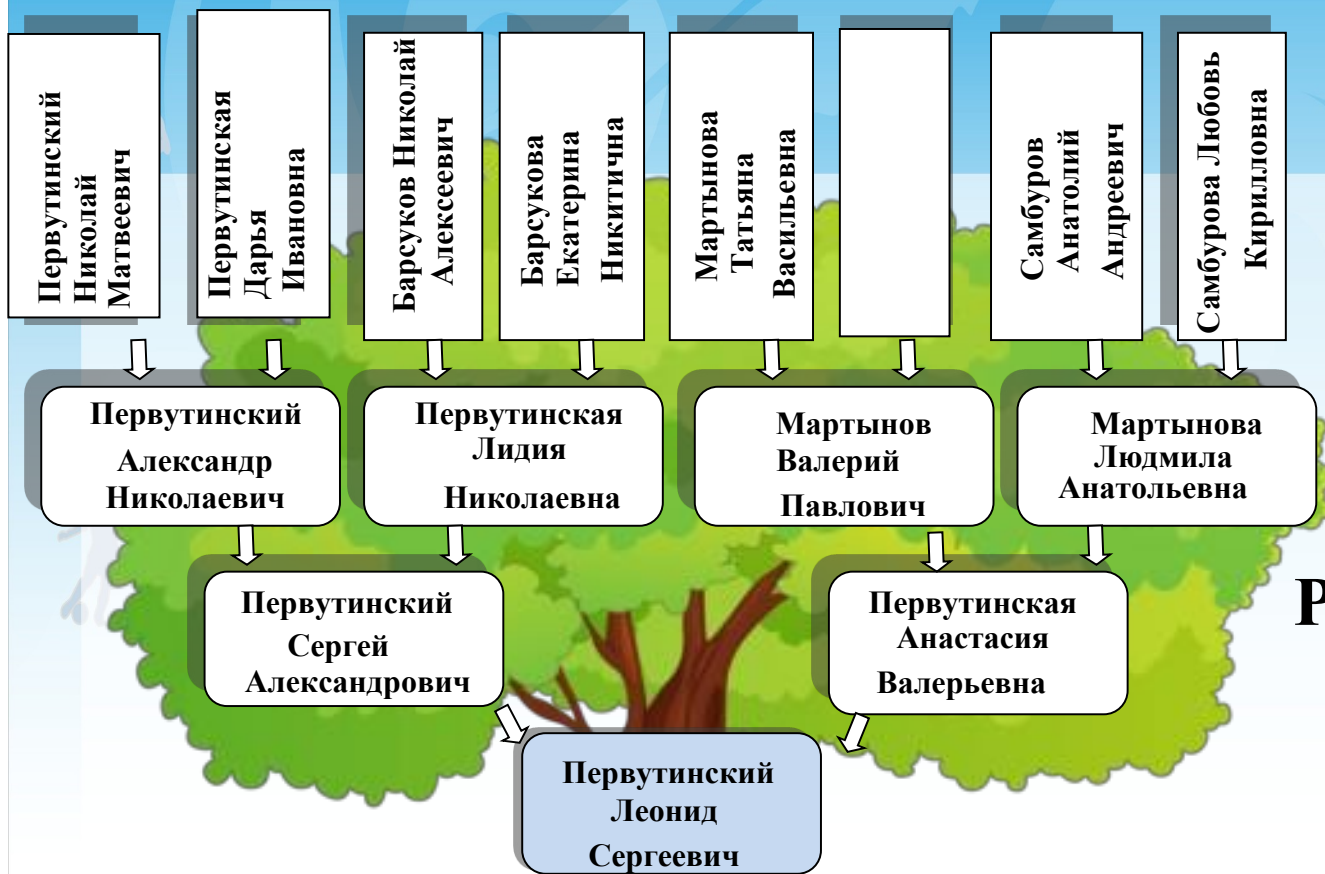 Первутинский
Николай
Матвеевич
Первутинская
Дарья
Ивановна
Барсуков Николай
Алексеевич
Барсукова
Екатерина
Никитична
Мартынова
Татьяна
Васильевна
Самбуров
Анатолий
Андреевич
Самбурова Любовь
Кирилловна
Первутинский
Александр
Николаевич
Первутинская
Лидия
Николаевна
Мартынов
Валерий
Павлович
Мартынова
Людмила
Анатольевна
Первутинский
Сергей
Александрович
Первутинская
Анастасия
Валерьевна
Р
Первутинский
Леонид
Сергеевич